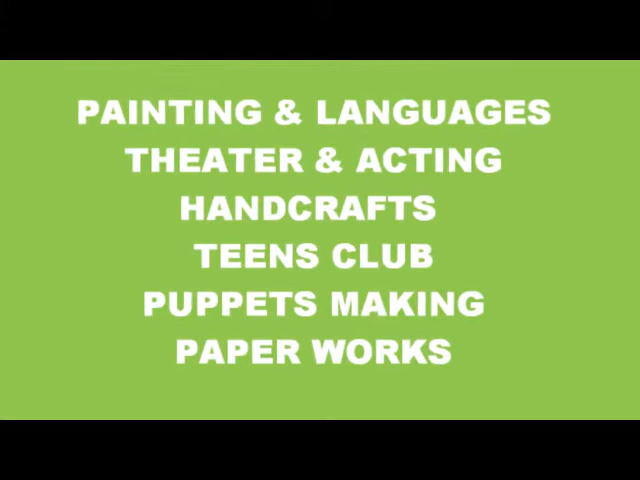 PAINTING & LANGUAGES
THEATER & ACTING
HANDCRAFTS
TEENS CLUB
PUPPETS MAKING
PAPER WORKS